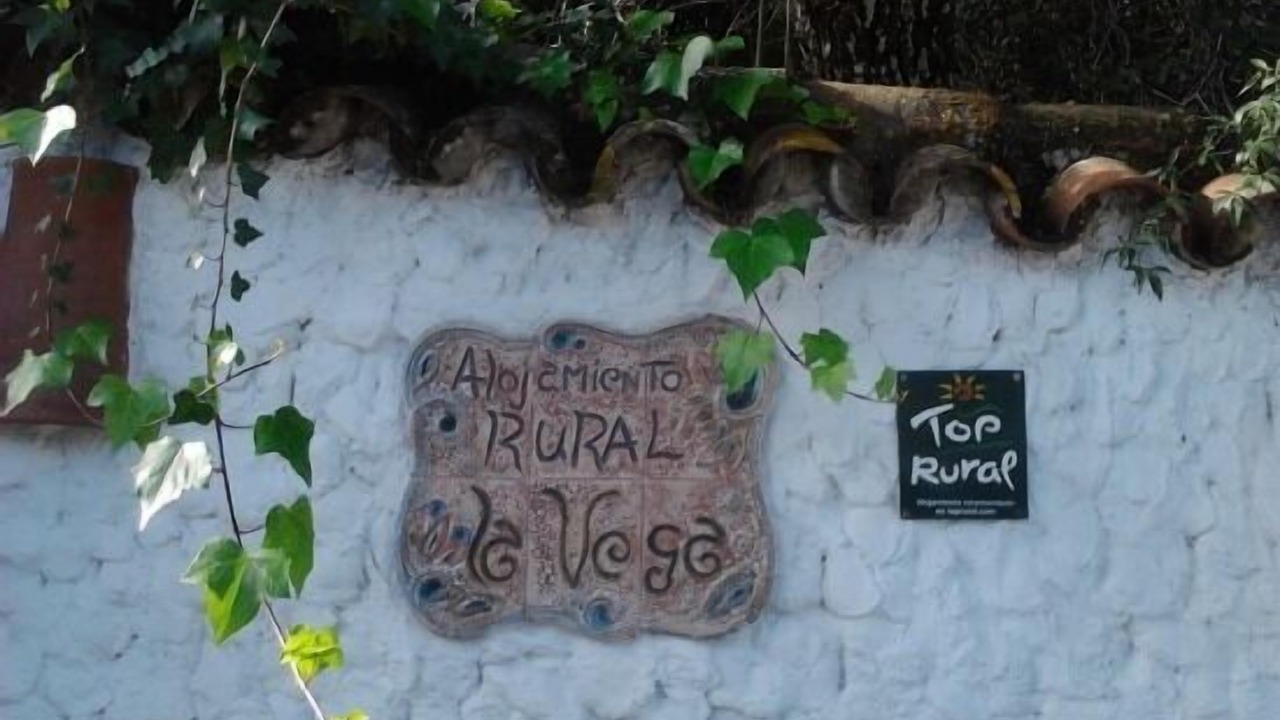 Alojamiento
RURAL
la Vega
Top
Rural